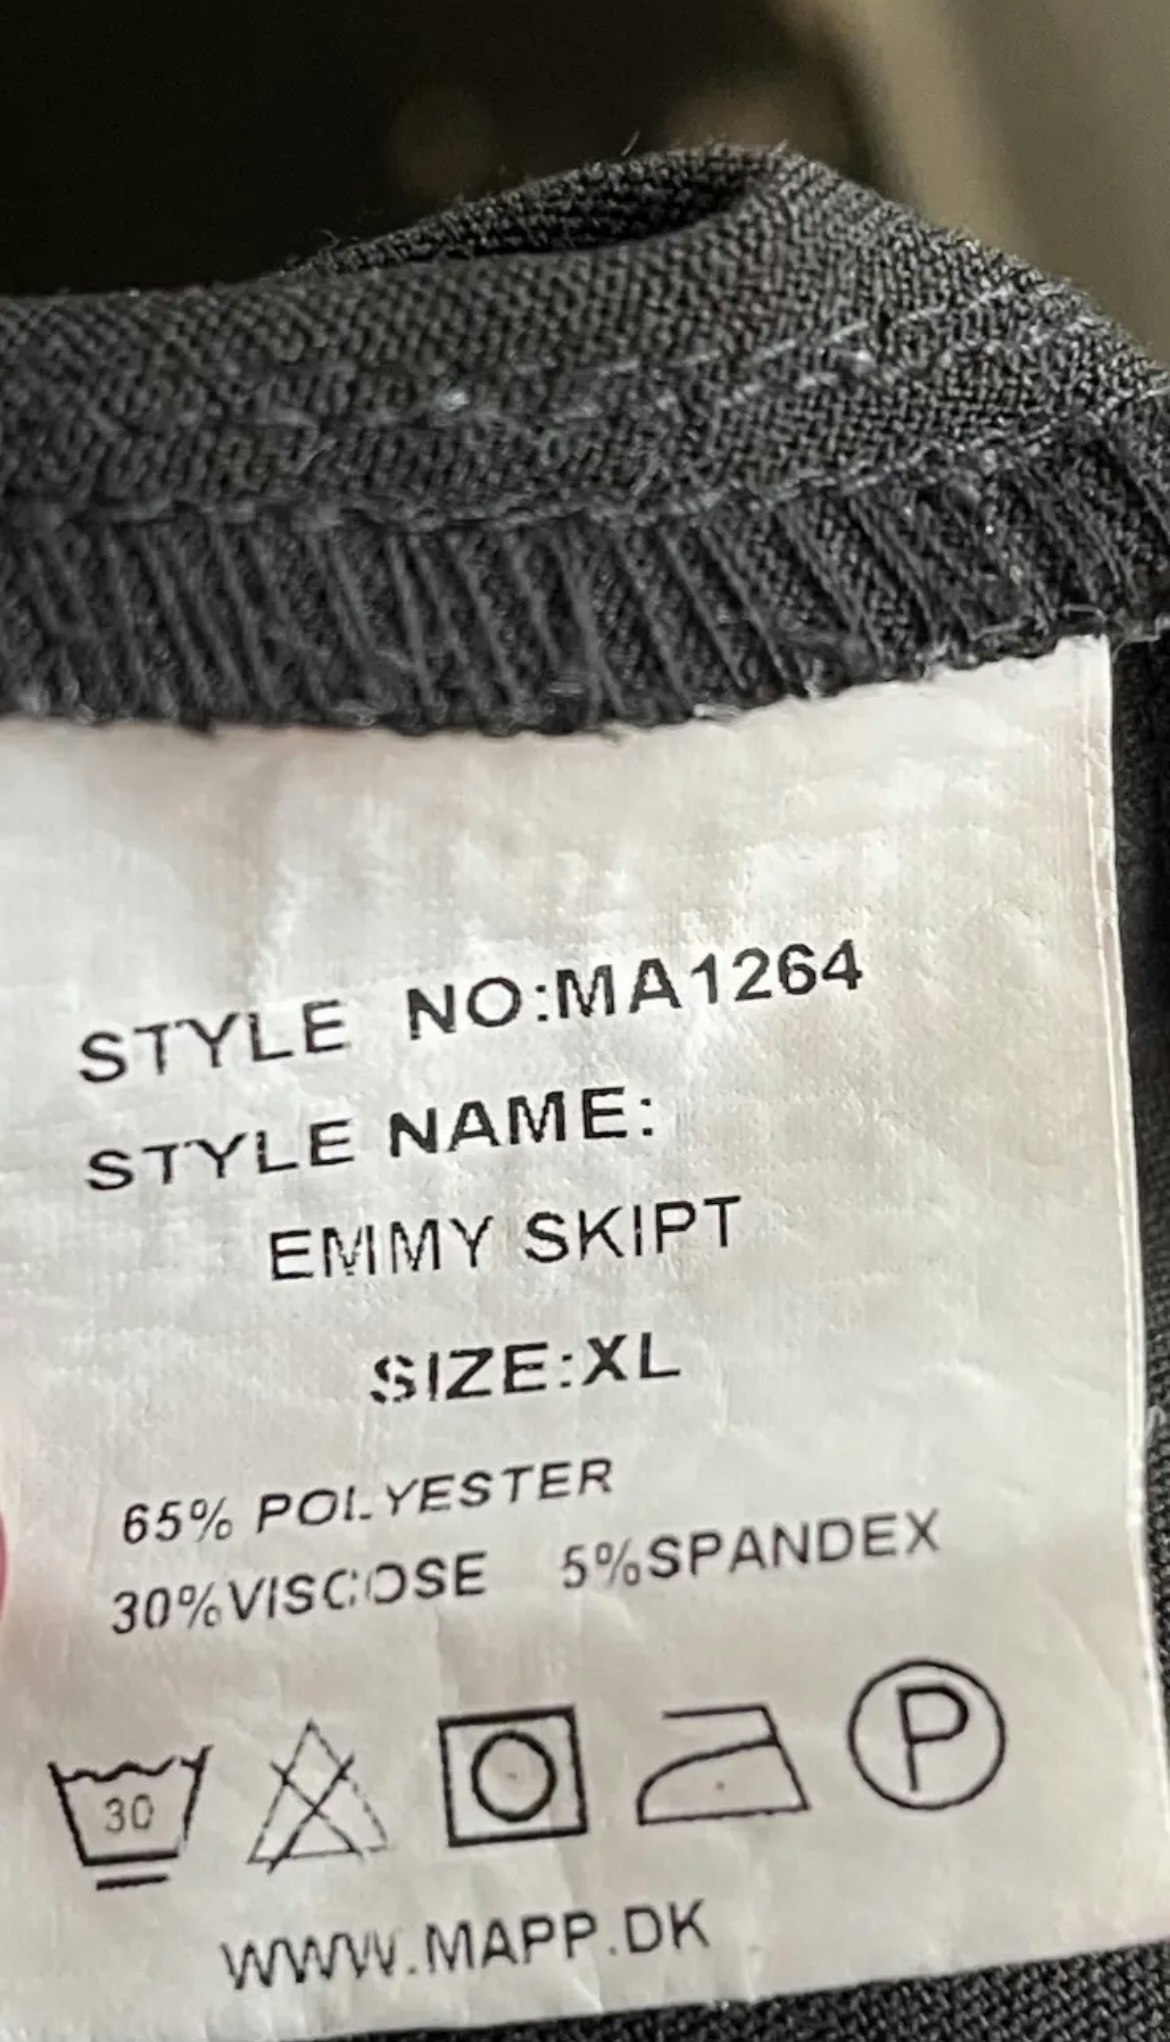 STYLE NO:MA1264
STYLE NAME:
EMMY SKIPT
SIZE:XL
65% POLYESTER
30%VISCOSE 5%SPANDEX
30
P
WWW.MAPP.DK